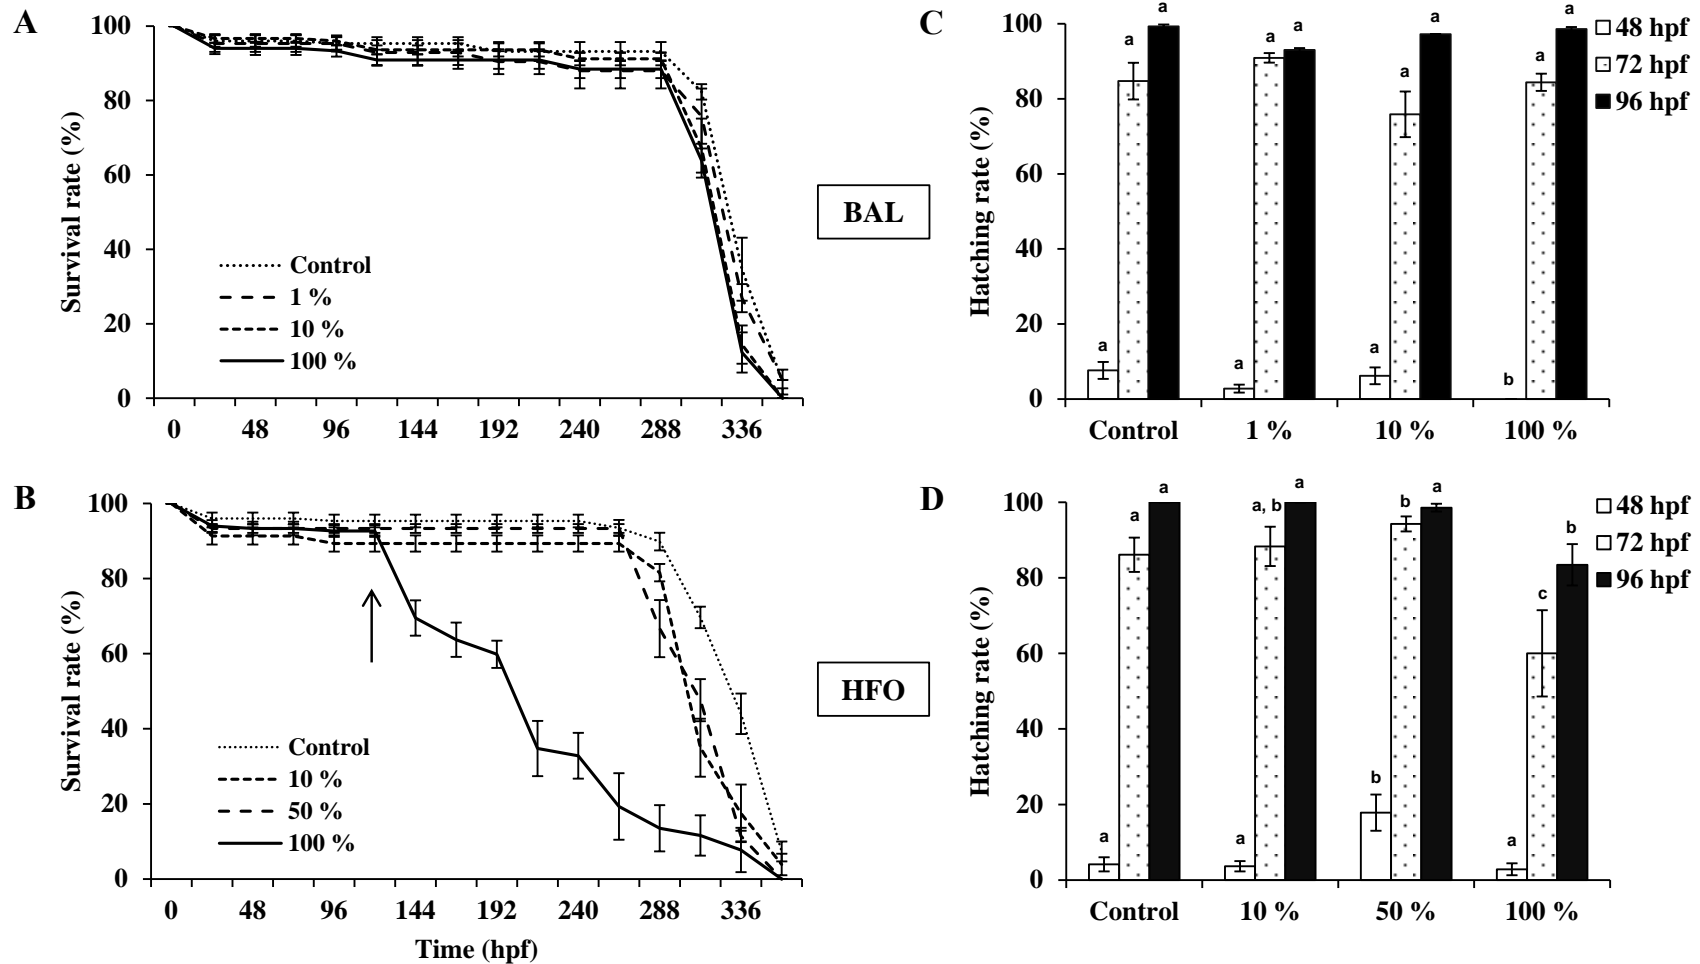 A
100
80
60
40
20
0
Survival rate (%)
Control
1 %
10 %
100 %
0 48 96 144 192 240 288 336
BAL
C
100
80
60
40
20
0
Hatching rate (%)
a a a
a a a
a a a
b a a
48 hpf
72 hpf
96 hpf
Control 1 % 10 % 100 %
B
100
80
60
40
20
0
Survival rate (%)
Control
10 %
50 %
100 %
0 48 96 144 192 240 288 336
Time (hpf)
HFO
D
100
80
60
40
20
0
Hatching rate (%)
a a a
a a, b a
b b a
a c b
48 hpf
72 hpf
96 hpf
Control 10 % 50 % 100 %